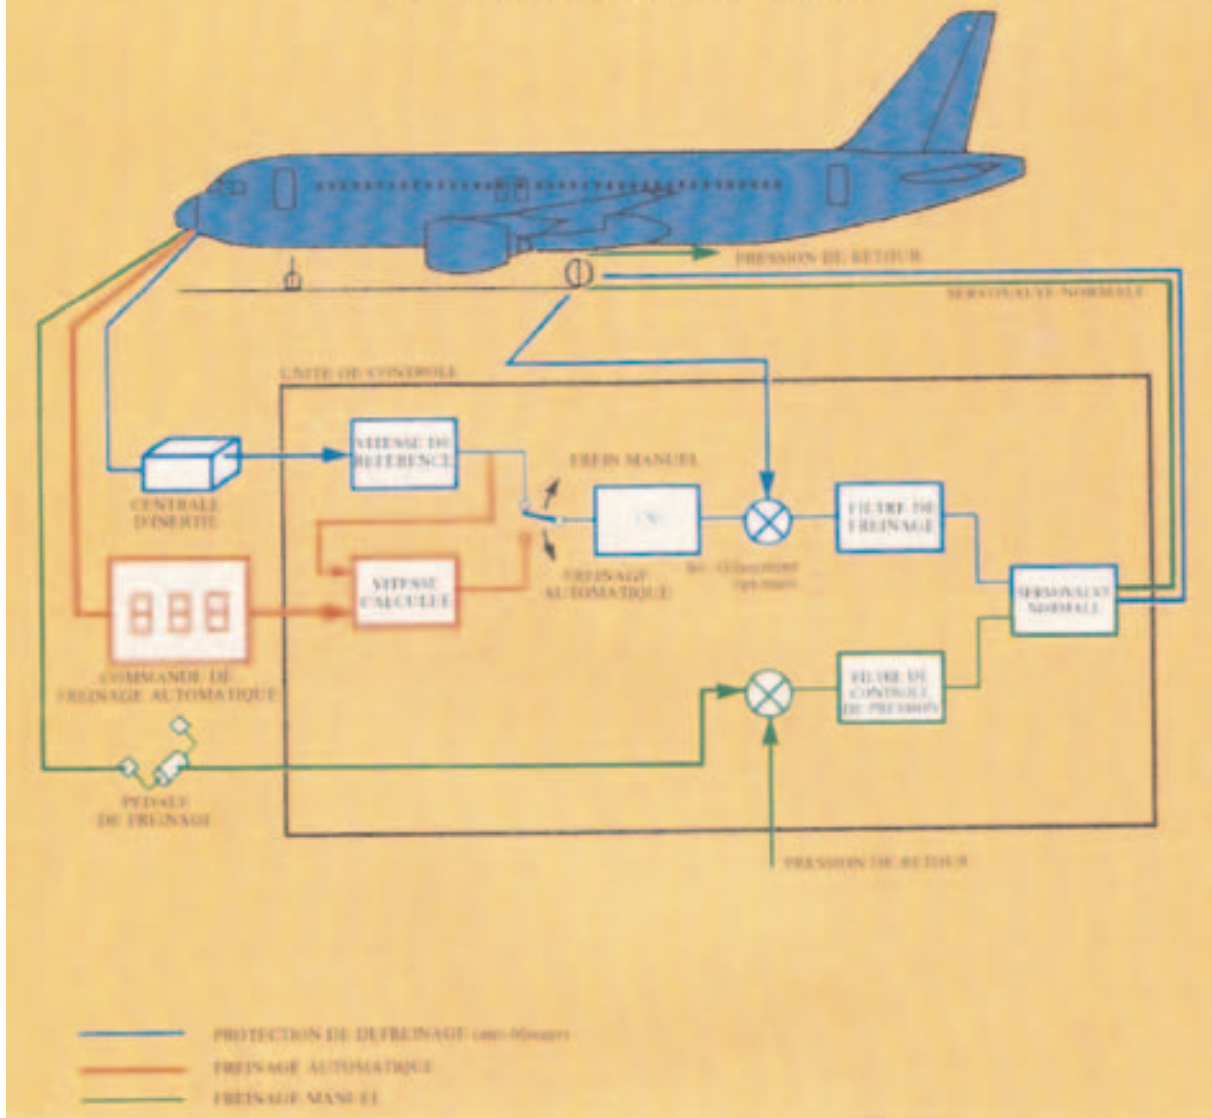 PRESSION DE RETOUR
SERVOVALVE NORMALE
UNITE DE CONTROLE
VITESSE DE
REFERENCE
FREIN MANUEL
CENTRALE
D'INERTIE
FILTRE DE
FREINAGE
VITESSE
CALCULEE
FREINAGE
AUTOMATIQUE
SERVOVALVE
NORMALE
COMMANDE DE
FREINAGE AUTOMATIQUE
FILTRE DE
CONTROLE
DE PRESSION
PEDALE
DE FREINAGE
PRESSION DE RETOUR
PROTECTION DE DEFREINAGE
FREINAGE AUTOMATIQUE
FREINAGE MANUEL